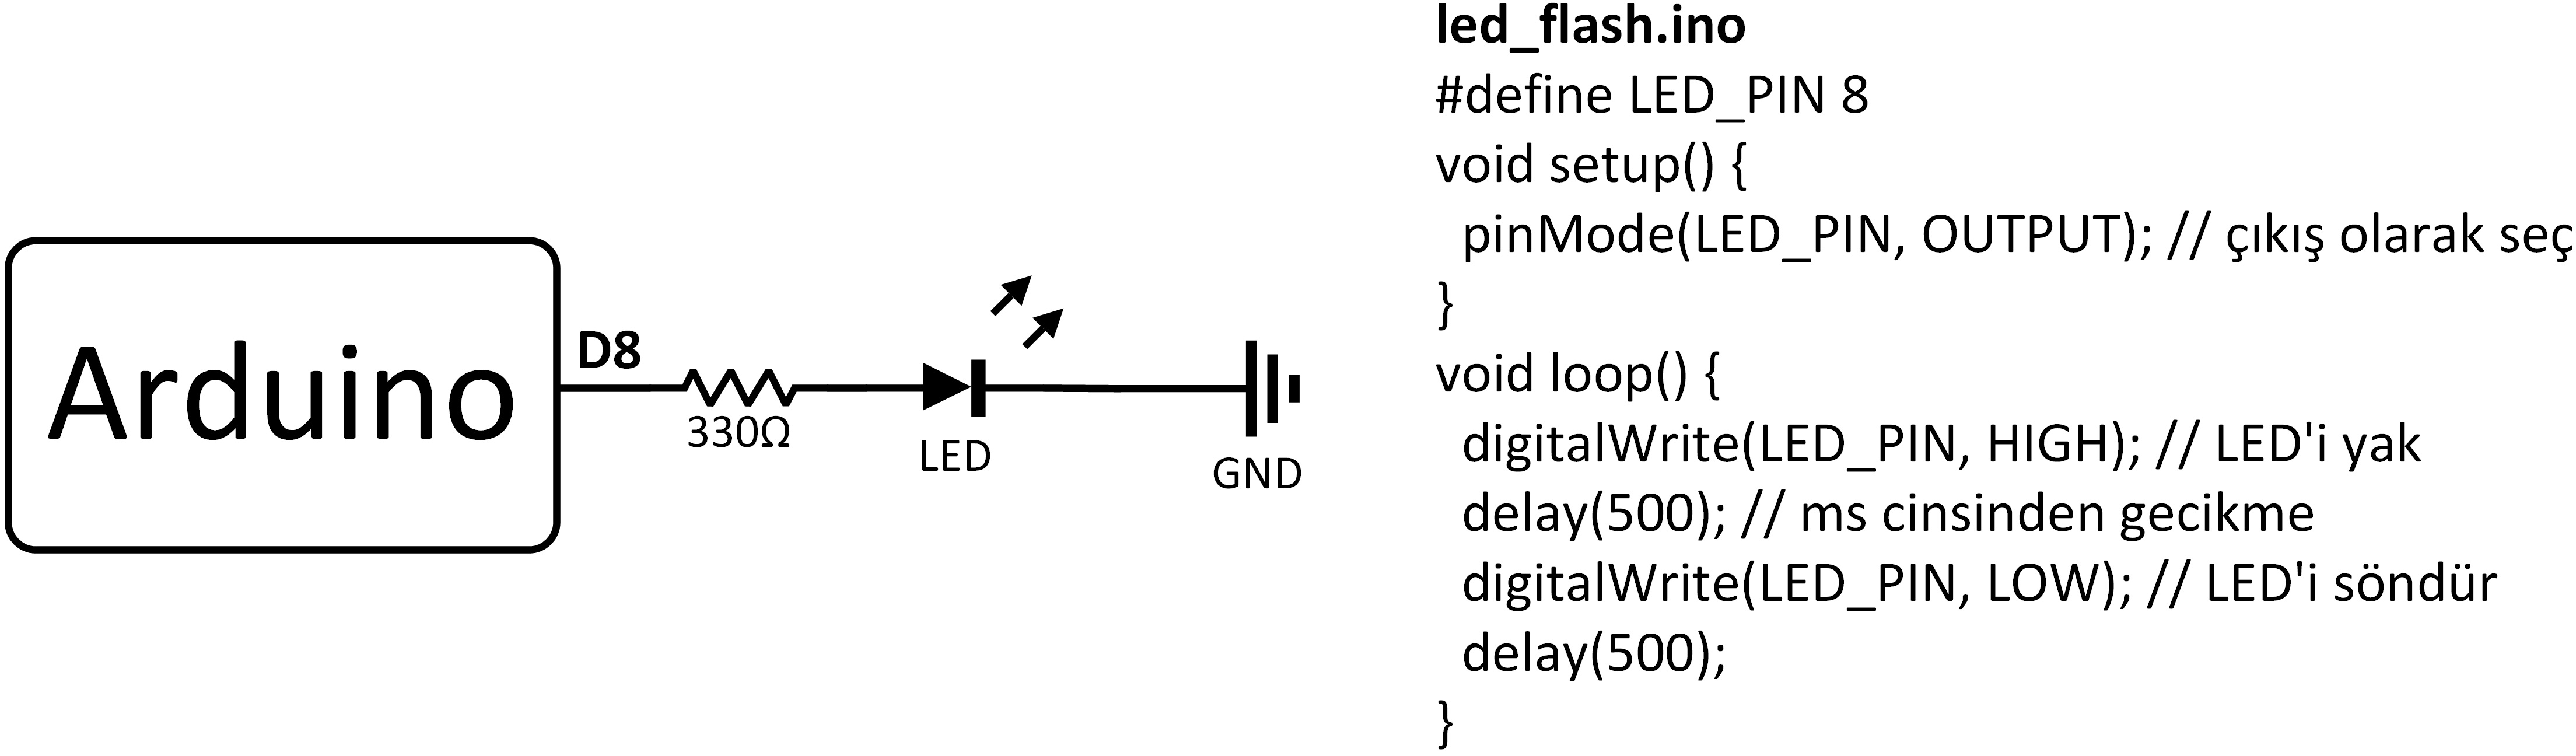 Arduino
D8
330Ω
LED
GND
led_flash.ino
#define LED_PIN 8
void setup() {
  pinMode(LED_PIN, OUTPUT); // çıkış olarak seç
}
void loop() {
  digitalWrite(LED_PIN, HIGH); // LED'i yak
  delay(500); // ms cinsinden gecikme
  digitalWrite(LED_PIN, LOW); // LED'i söndür
  delay(500);
}